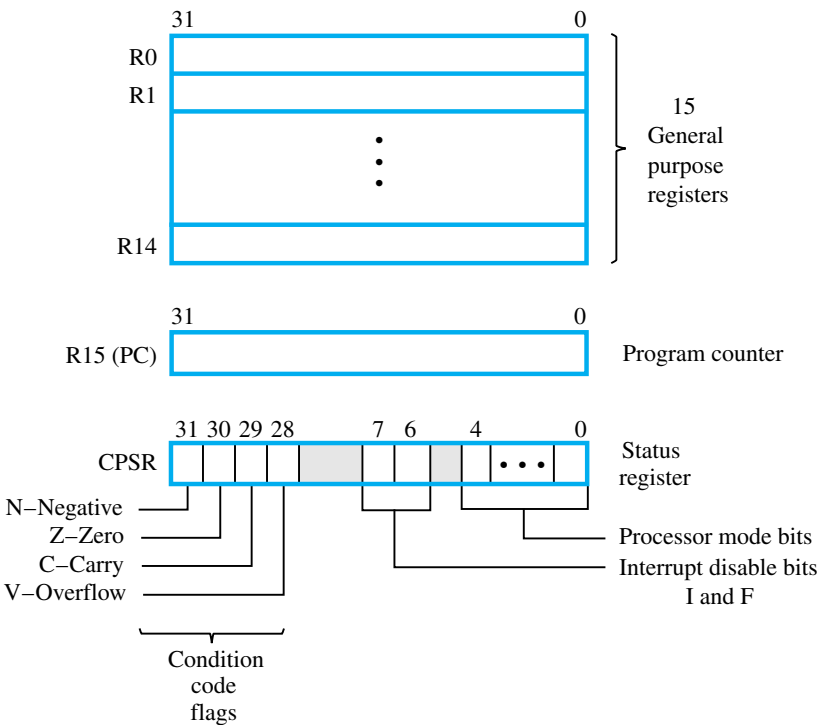 31 0
R0
R1
R14
15
General
purpose
registers
31 0
R15 (PC)
Program counter
31 30 29 28 7 6 4 0
CPSR
Status
register
N–Negative
Z–Zero
C–Carry
V–Overflow
Processor mode bits
Interrupt disable bits
I and F
Condition
code
flags